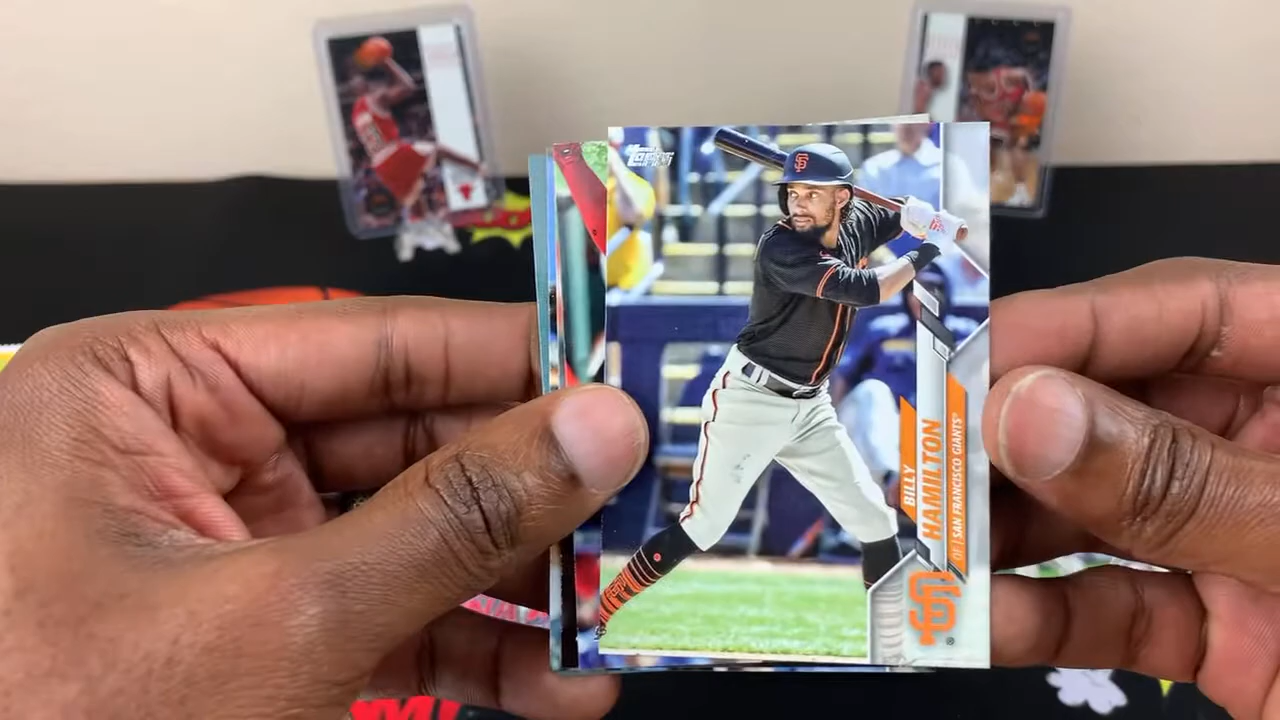 Topps
SF
BILLY
HAMILTON
OF | SAN FRANCISCO GIANTS®
SF®